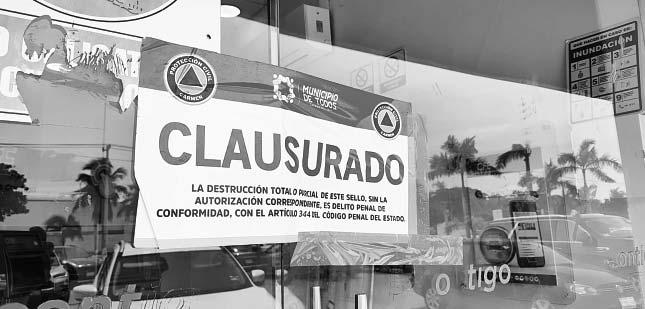 PROTECCIÓN CIVIL
CARMEN
MUNICIPIO
DE TODOS
CLAUSURADO
LA DESTRUCCIÓN TOTAL O PARCIAL DE ESTE SELLO, SIN LA
AUTORIZACIÓN CORRESPONDIENTE, ES DELITO PENAL DE
CONFORMIDAD, CON EL ARTÍCULO 344 DEL CÓDIGO PENAL DEL ESTADO.
INUNDACIÓN
tigo